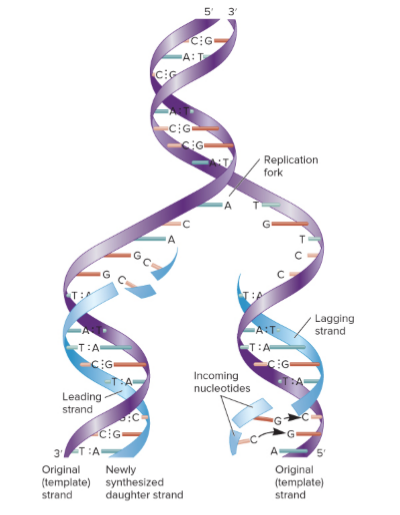 5' 3'
C:G
A:T
C:G
A:T
C:G
C:G
A:T
Replication
fork
A T
C G
A T
G C C
G C C
T:A T:A
Lagging
strand
A:T A:T
T:A T:A
C:G C:G
Incoming
nucleotides
T:A T:A
Leading
strand
G:C G C
C:G C G
3' T:A A 5'
Original
(template)
strand
Newly
synthesized
daughter strand
Original
(template)
strand